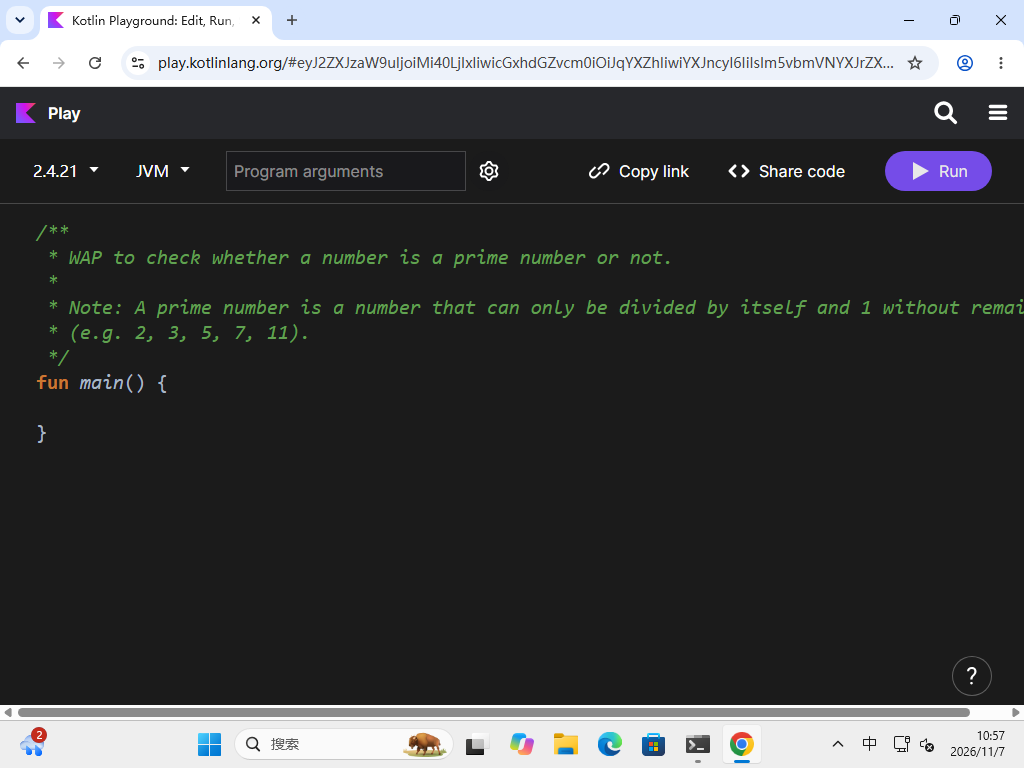 Kotlin Playground: Edit, Run,
play.kotlinlang.org/#eyJ2ZXJzaW9uIjoiMi40LjIxIiwicGxhdGZvcm0iOiJqYXZhIiwiYXJncyI6IiIsIm5vbmVNYXJrZX...
Play
2.4.21 JVM Program arguments Copy link <> Share code Run
/**
* WAP to check whether a number is a prime number or not.
*
* Note: A prime number is a number that can only be divided by itself and 1 without remai
* (e.g. 2, 3, 5, 7, 11).
*/
fun main() {
}
?
2
搜索
中
10:57
2026/11/7